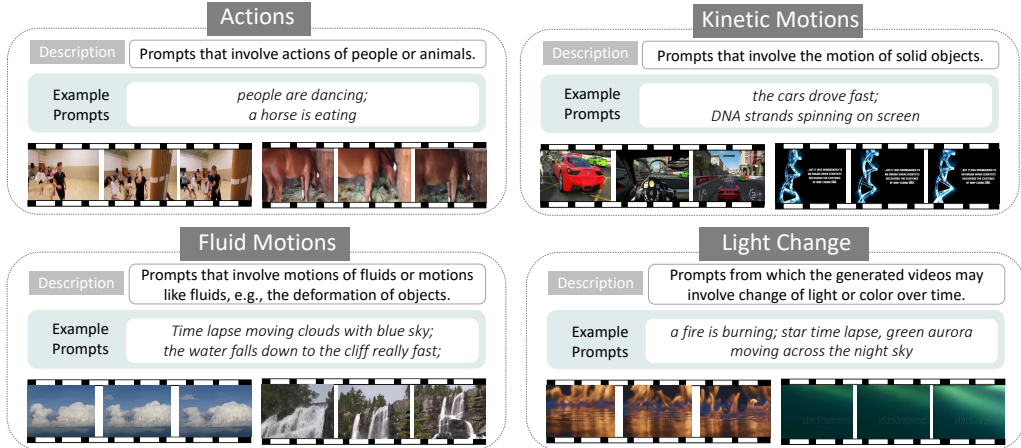 Actions
Description
Prompts that involve actions of people or animals.
Example
Prompts
people are dancing;
a horse is eating
Kinetic Motions
Description
Prompts that involve the motion of solid objects.
Example
Prompts
the cars drove fast;
DNA strands spinning on screen
Fluid Motions
Description
Prompts that involve motions of fluids or motions
like fluids, e.g., the deformation of objects.
Example
Prompts
Time lapse moving clouds with blue sky;
the water falls down to the cliff really fast;
Light Change
Description
Prompts from which the generated videos may
involve change of light or color over time.
Example
Prompts
a fire is burning; star time lapse, green aurora
moving across the night sky